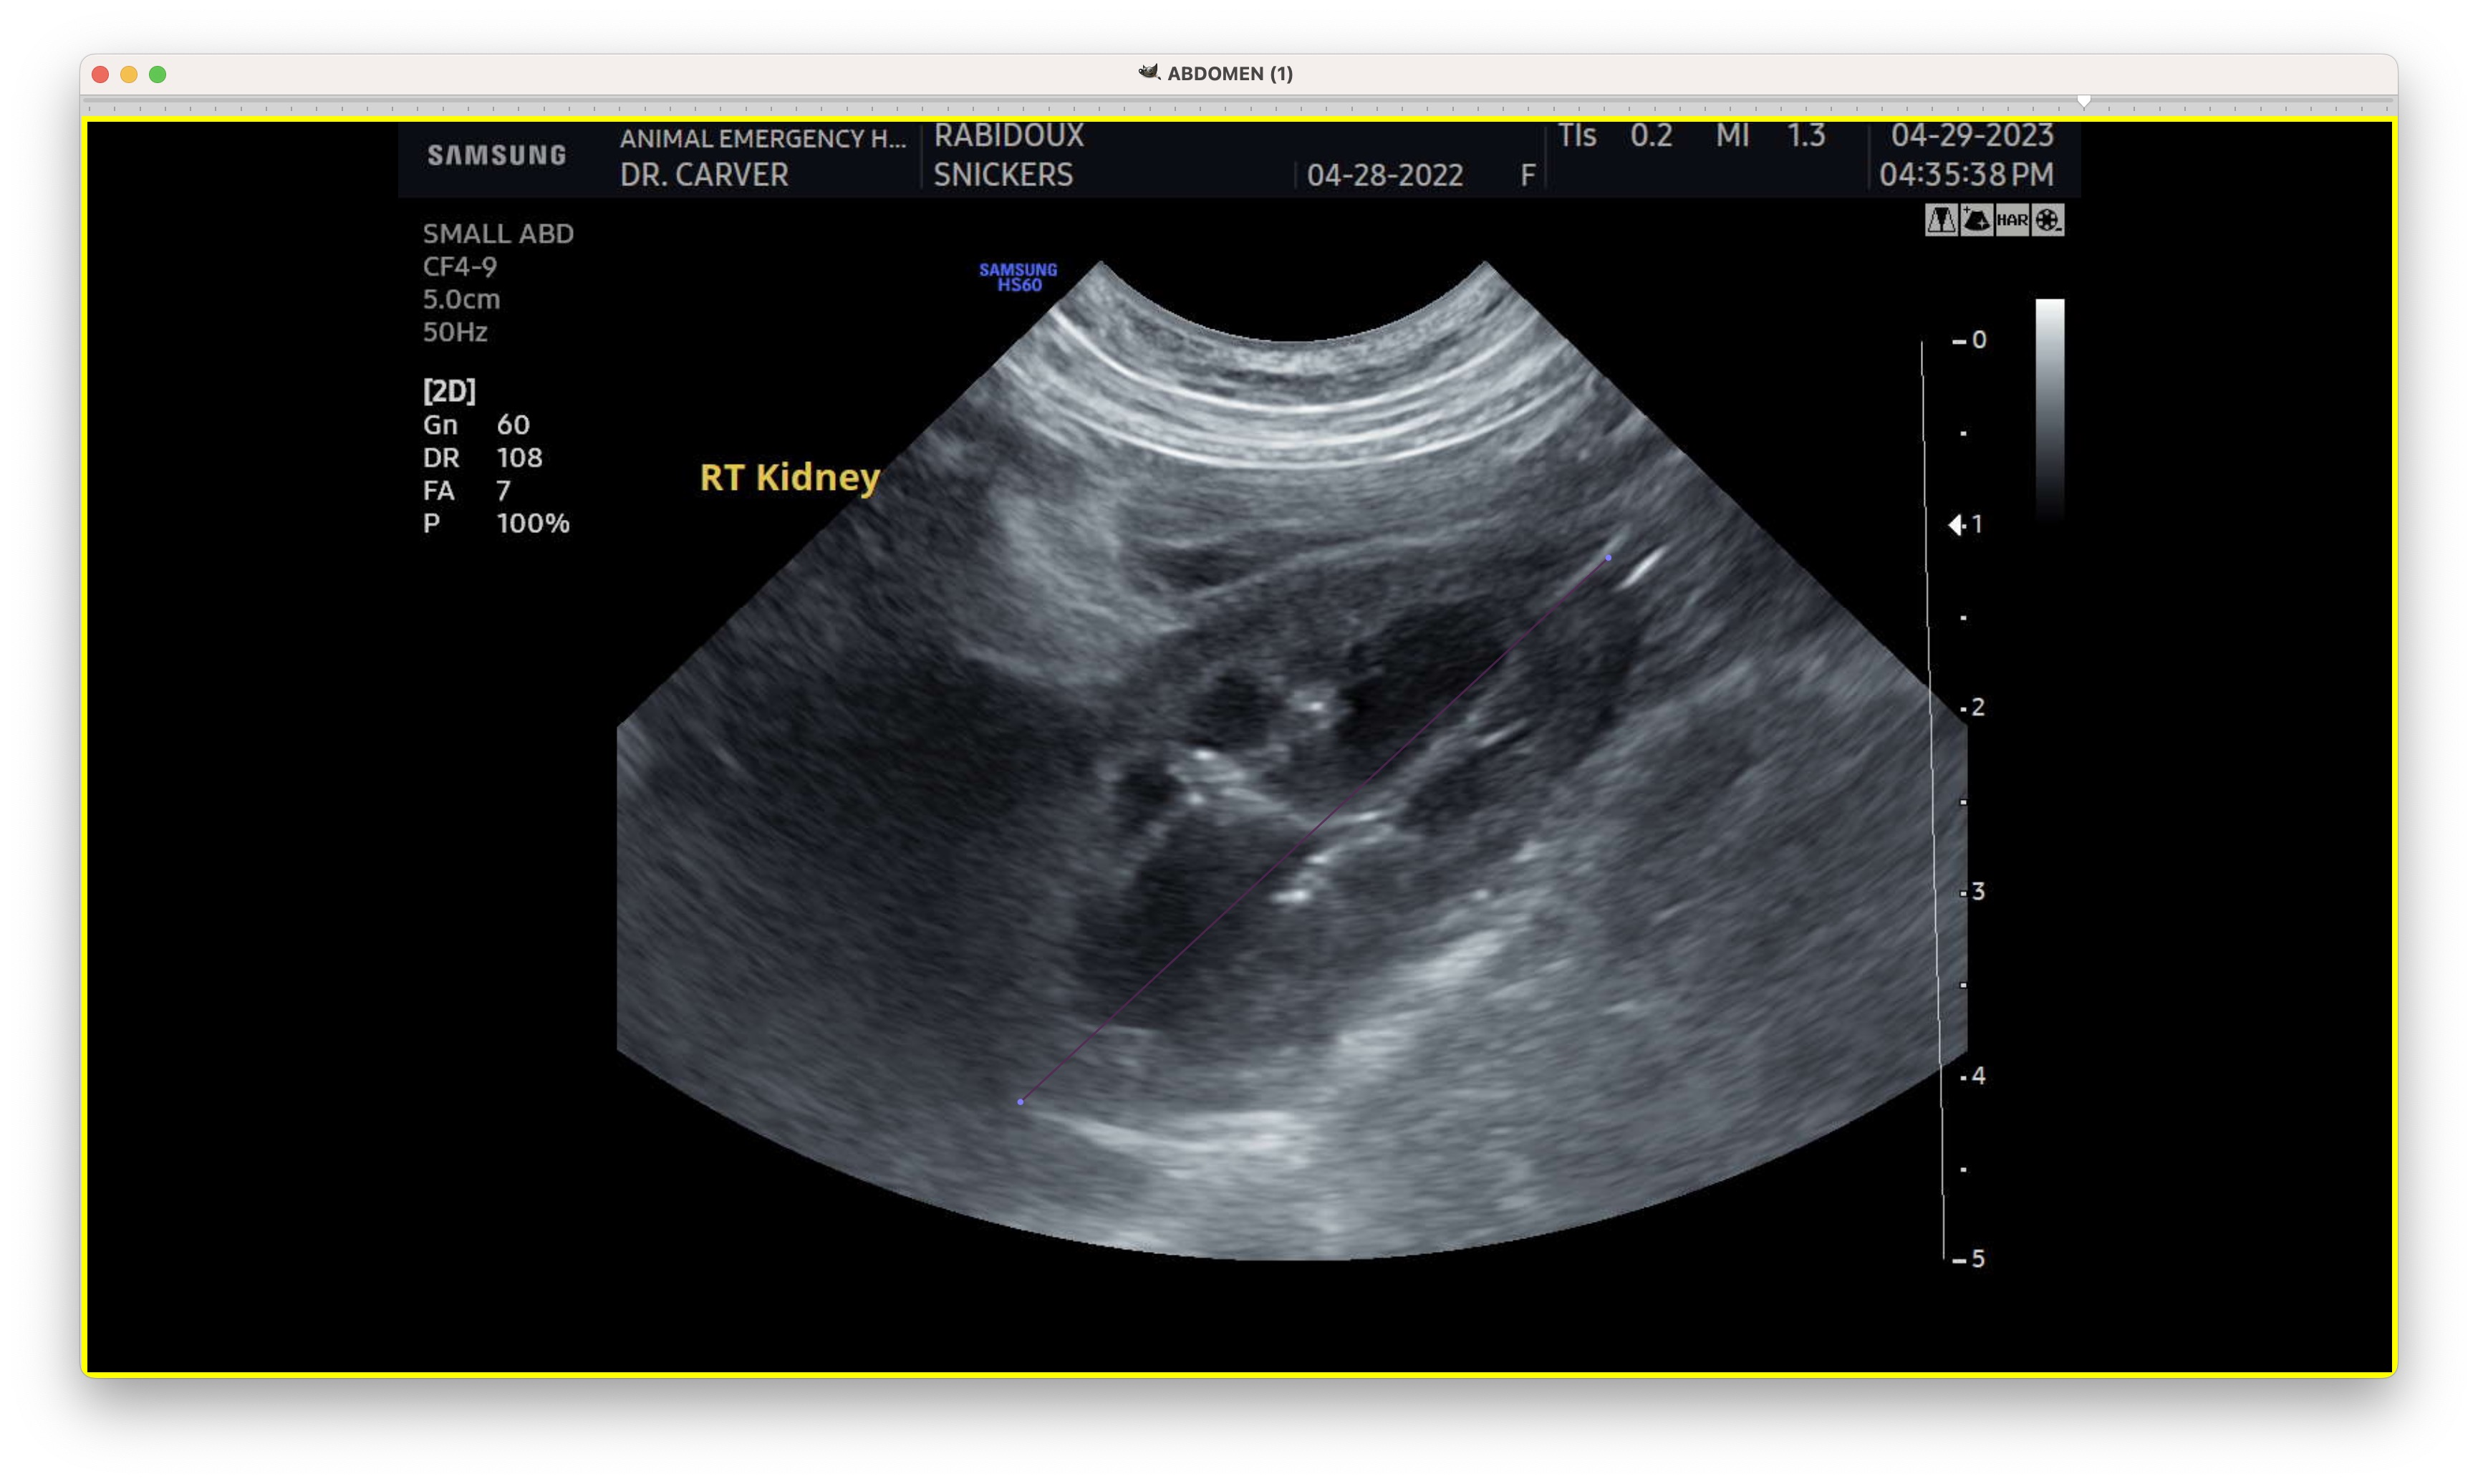 ABDOMEN (1)
SAMSUNG
ANIMAL EMERGENCY H...
RABIDOUX
TIs 0.2 MI 1.3
04-29-2023
DR. CARVER
SNICKERS
04-28-2022 F
04:35:38 PM
HAR
SMALL ABD
CF4-9
5.0cm
50Hz
SAMSUNG
HS60
[2D]
Gn 60
DR 108
FA 7
P 100%
RT Kidney
0
1
2
3
4
5